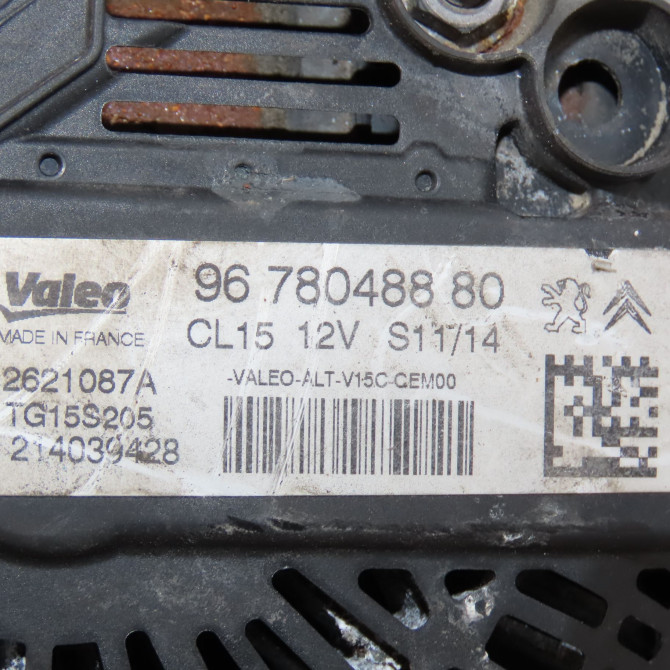 Valeo
96 780488 80
MADE IN FRANCE
CL15 12V S11/14
2621087A
-VALEO-ALT-V15C-GEM00
TG15S205
214039428